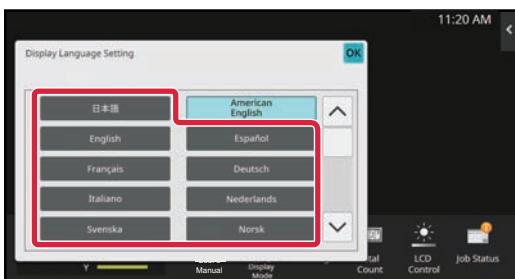 11:20 AM
Display Language Setting
OK
日本語
American
English
English
Español
Français
Deutsch
Italiano
Nederlands
Svenska
Norsk
Y
Manual
Display
Mode
tal
Count
LCD
Control
Job Status